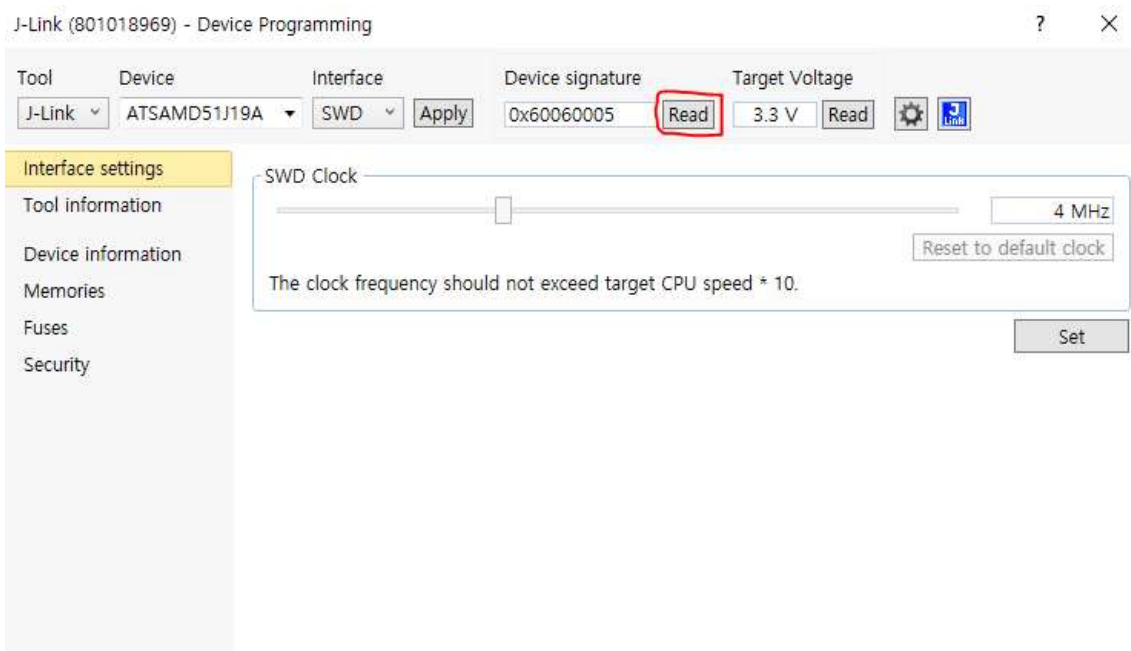 J-Link (801018969) - Device Programming ? ×
Tool Device Interface Device signature Target Voltage
J-Link ATSAMD51J19A SWD Apply 0x60060005 Read 3.3 V Read J Link
Interface settings
Tool information
Device information
Memories
Fuses
Security
SWD Clock
4 MHz
Reset to default clock
The clock frequency should not exceed target CPU speed * 10.
Set